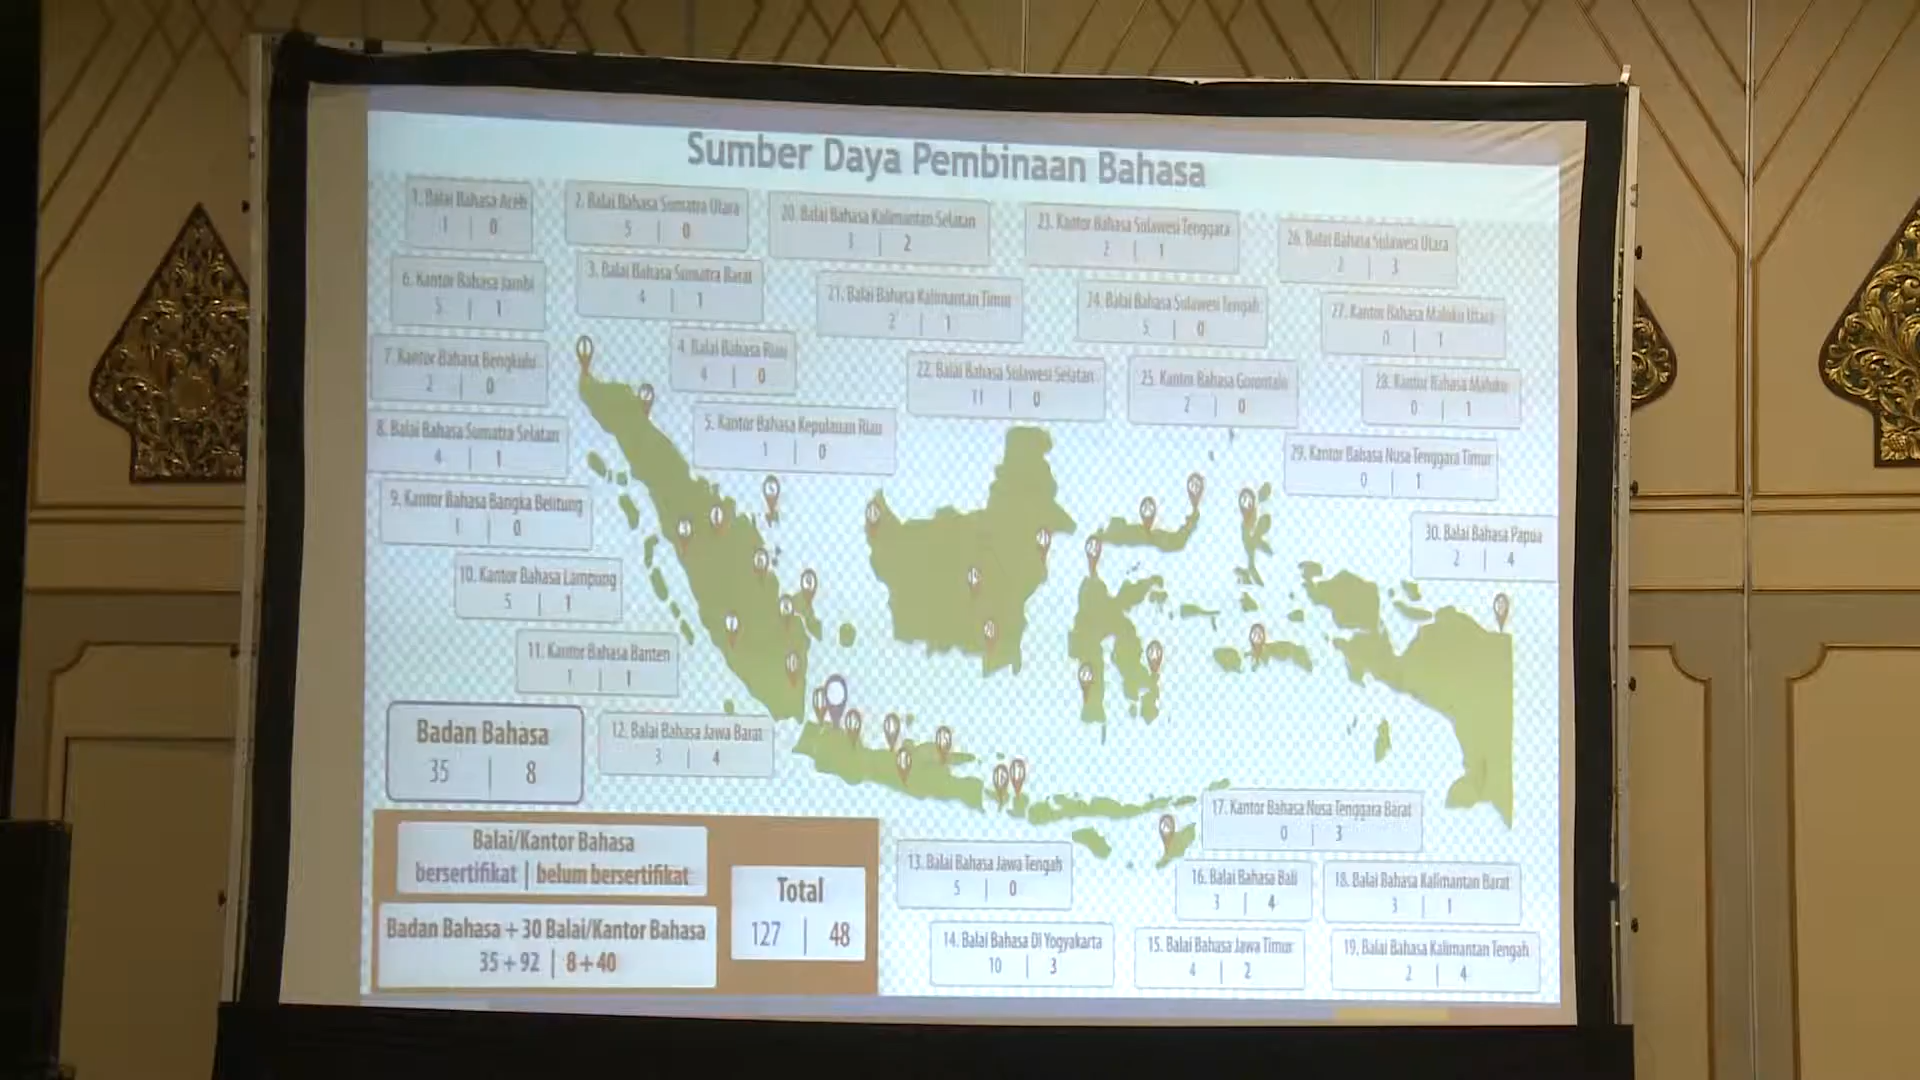 Sumber Daya Pembinaan Bahasa
1. Balai Bahasa Aceh
1 | 0
2. Balai Bahasa Sumatra Utara
5 | 0
20. Balai Bahasa Kalimantan Selatan
3 | 2
23. Kantor Bahasa Sulawesi Tenggara
2 | 1
26. Balai Bahasa Sulawesi Utara
2 | 3
6. Kantor Bahasa Jambi
5 | 1
3. Balai Bahasa Sumatra Barat
4 | 1
21. Balai Bahasa Kalimantan Timur
2 | 1
24. Balai Bahasa Sulawesi Tengah
5 | 0
27. Kantor Bahasa Maluku Utara
0 | 1
7. Kantor Bahasa Bengkulu
2 | 0
4. Balai Bahasa Riau
4 | 0
22. Balai Bahasa Sulawesi Selatan
11 | 0
25. Kantor Bahasa Gorontalo
2 | 0
28. Kantor Bahasa Maluku
0 | 1
8. Balai Bahasa Sumatra Selatan
4 | 1
5. Kantor Bahasa Kepulauan Riau
1 | 0
29. Kantor Bahasa Nusa Tenggara Timur
0 | 1
9. Kantor Bahasa Bangka Belitung
1 | 0
30. Balai Bahasa Papua
2 | 4
10. Kantor Bahasa Lampung
5 | 1
11. Kantor Bahasa Banten
1 | 1
Badan Bahasa
35 | 8
12. Balai Bahasa Jawa Barat
3 | 4
17. Kantor Bahasa Nusa Tenggara Barat
0 | 3
Balai/Kantor Bahasa
bersertifikat | belum bersertifikat
Badan Bahasa + 30 Balai/Kantor Bahasa
35+92 | 8+40
Total
127 | 48
13. Balai Bahasa Jawa Tengah
5 | 0
16. Balai Bahasa Bali
3 | 4
18. Balai Bahasa Kalimantan Barat
3 | 1
14. Balai Bahasa DI Yogyakarta
10 | 3
15. Balai Bahasa Jawa Timur
4 | 2
19. Balai Bahasa Kalimantan Tengah
2 | 4